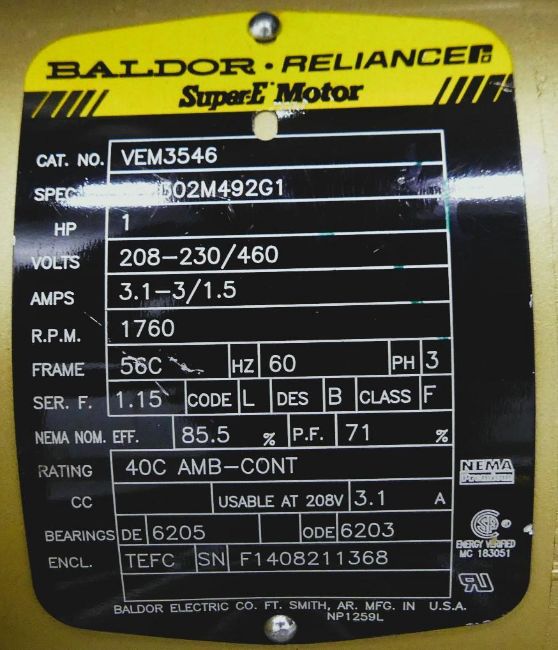 BALDOR • RELIANCE
Super-E Motor
CAT. NO. VEM3546
SPEC. 02M492G1
HP 1
VOLTS 208-230/460
AMPS 3.1-3/1.5
R.P.M. 1760
FRAME 56C HZ 60 PH 3
SER. F. 1.15 CODE L DES B CLASS F
NEMA NOM. EFF. 85.5 % P.F. 71 %
RATING 40C AMB-CONT
NEMA
Premium
CC USABLE AT 208V 3.1 A
BEARINGS DE 6205 ODE 6203
ENERGY VERIFIED
MC 183051
ENCL. TEFC SN F1408211368
BALDOR ELECTRIC CO. FT. SMITH, AR. MFG. IN U.S.A.
NP1259L